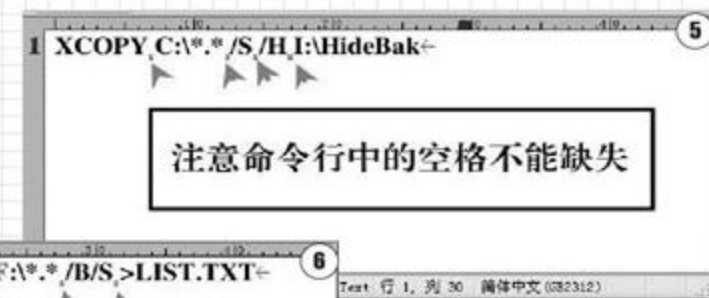 5
1 XCOPY C:\*.* /S /H I:\HideBak
注意命令行中的空格不能缺失
6
F:\*.* /B/S >LIST.TXT
Text 行 1, 列 30 简体中文(GB2312)